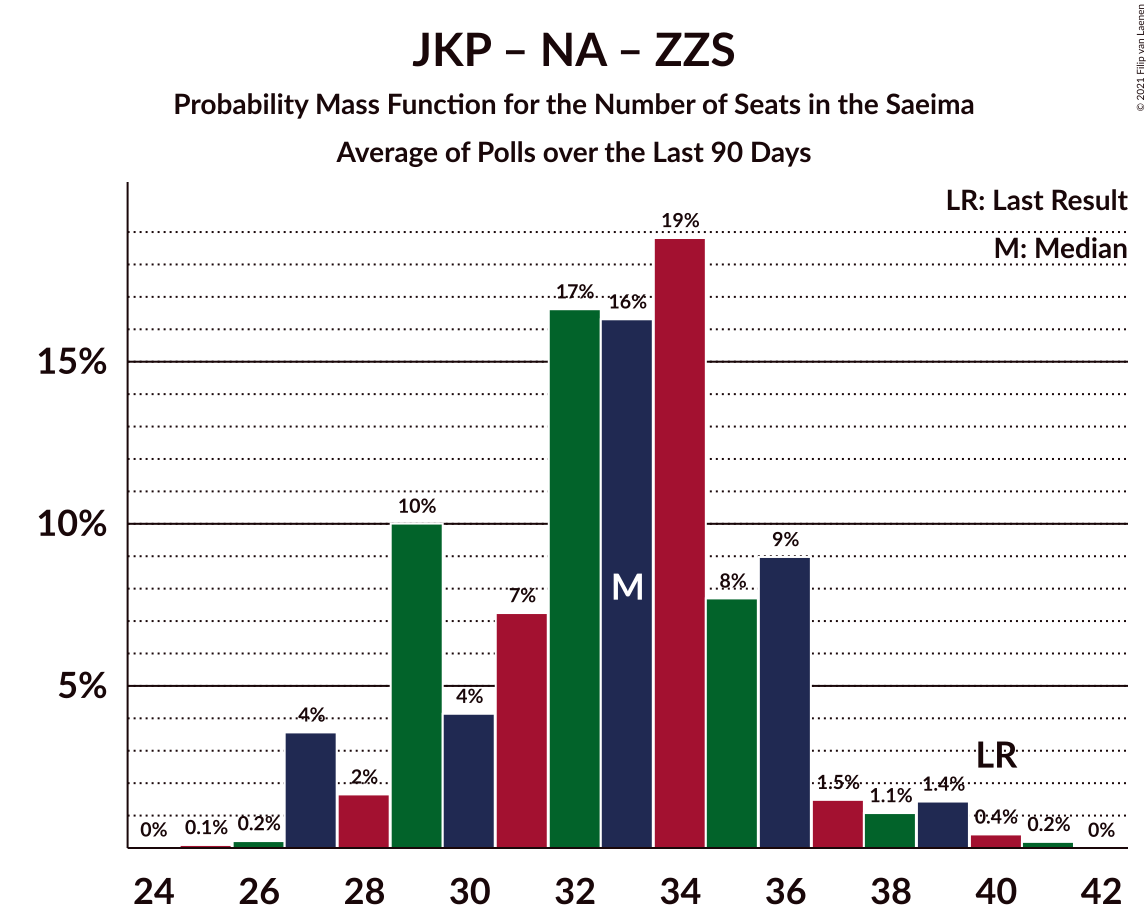 JKP – NA – ZZS
Probability Mass Function for the Number of Seats in the Saeima
Average of Polls over the Last 90 Days
© 2021 Filip van Laenen
LR: Last Result
M: Median
15%
10%
5%
0%
0.1%
0.2%
4%
2%
10%
4%
7%
17%
16%
19%
8%
9%
1.5%
1.1%
1.4%
0.4%
0.2%
0%
M
LR
24 26 28 30 32 34 36 38 40 42